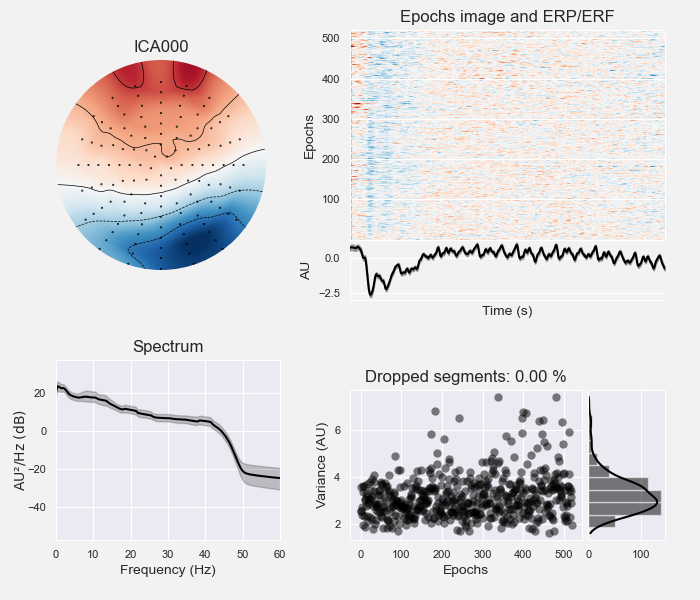 ICA000
Epochs image and ERP/ERF
Epochs
500
400
300
200
100
AU
0.0
−2.5
Time (s)
Spectrum
AU²/Hz (dB)
20
0
−20
−40
0 10 20 30 40 50 60
Frequency (Hz)
Dropped segments: 0.00 %
Variance (AU)
6
4
2
0 100 200 300 400 500
Epochs
0 100